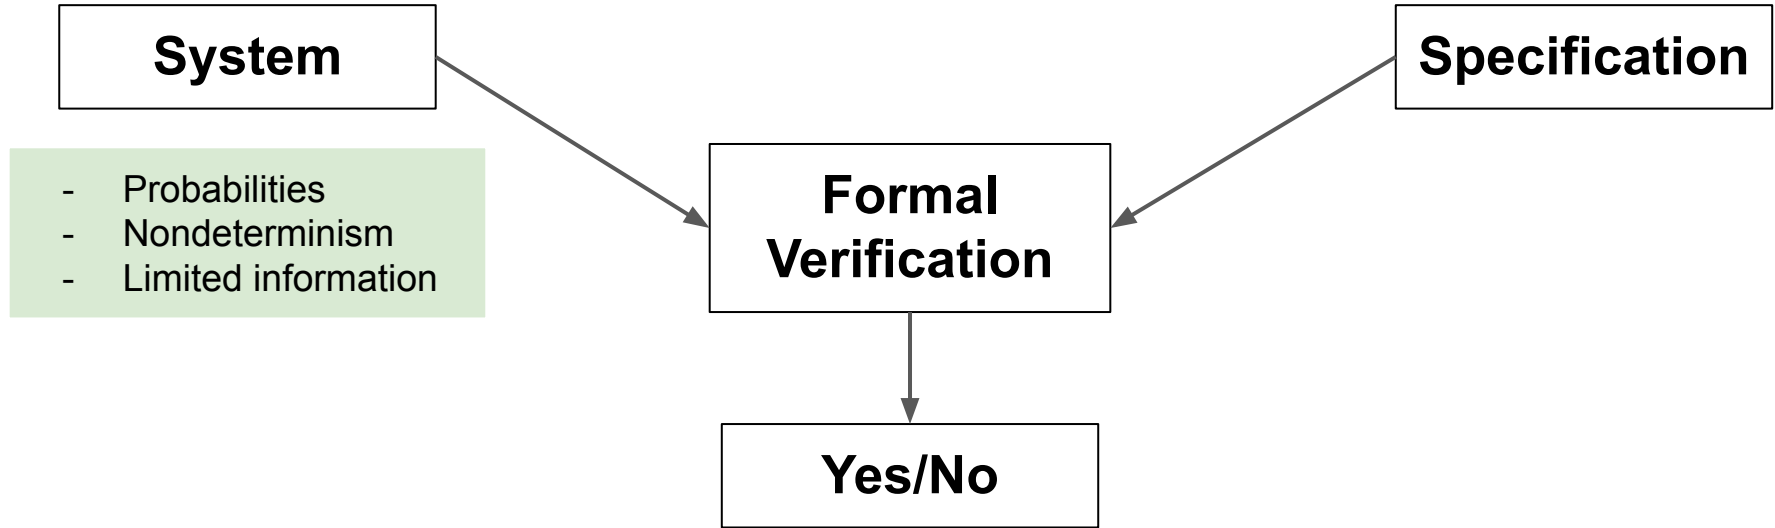 System
Specification
- Probabilities
- Nondeterminism
- Limited information
Formal
Verification
Yes/No